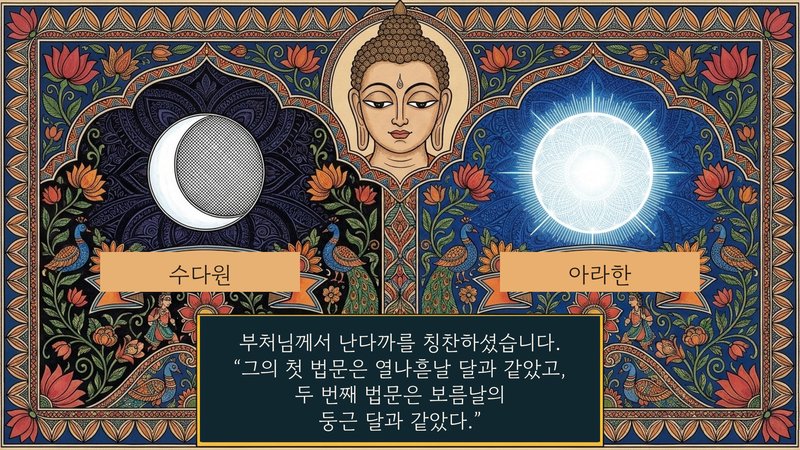 수다원
아라한
부처님께서 난다까를 칭찬하셨습니다.
“그의 첫 법문은 열나흗날 달과 같았고,
두 번째 법문은 보름날의
둥근 달과 같았다.”